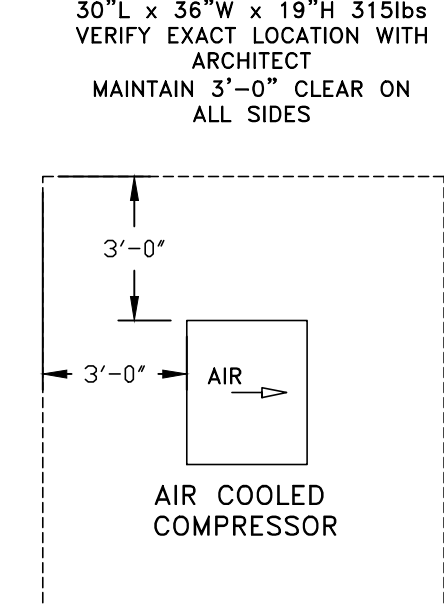 30"L x 36"W x 19"H 315lbs
VERIFY EXACT LOCATION WITH
ARCHITECT
MAINTAIN 3'-0" CLEAR ON
ALL SIDES
3'-0"
3'-0"
AIR
AIR COOLED
COMPRESSOR